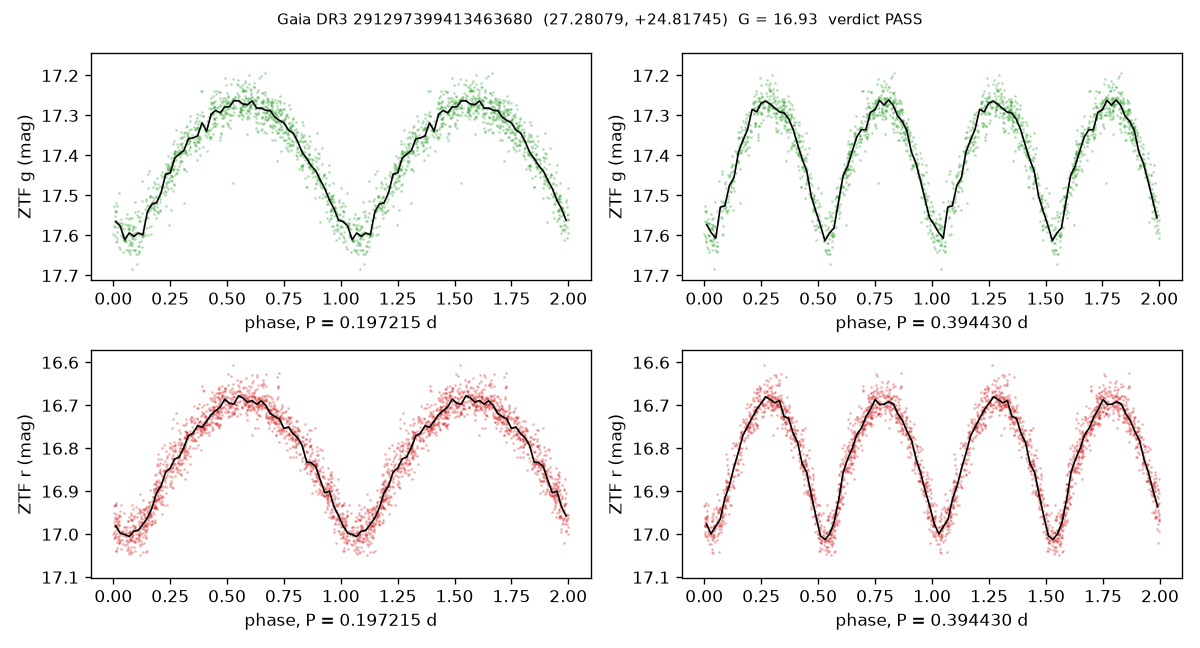 Gaia DR3 291297399413463680  (27.28079, +24.81745)  G = 16.93  verdict PASS
ZTF g (mag)
17.2
17.3
17.4
17.5
17.6
17.7
0.00 0.25 0.50 0.75 1.00 1.25 1.50 1.75 2.00
phase, P = 0.197215 d
ZTF g (mag)
17.2
17.3
17.4
17.5
17.6
17.7
0.00 0.25 0.50 0.75 1.00 1.25 1.50 1.75 2.00
phase, P = 0.394430 d
ZTF r (mag)
16.6
16.7
16.8
16.9
17.0
17.1
0.00 0.25 0.50 0.75 1.00 1.25 1.50 1.75 2.00
phase, P = 0.197215 d
ZTF r (mag)
16.6
16.7
16.8
16.9
17.0
17.1
0.00 0.25 0.50 0.75 1.00 1.25 1.50 1.75 2.00
phase, P = 0.394430 d